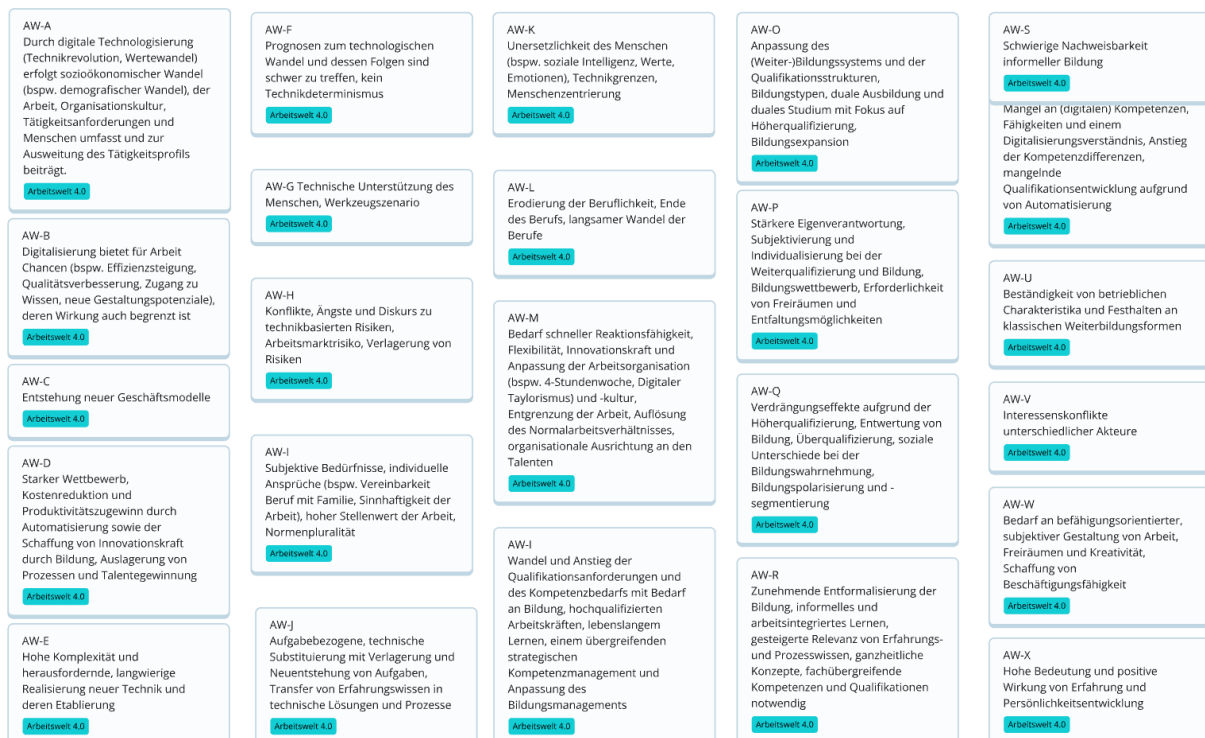 AW-A
Durch digitale Technologisierung
(Technikrevolution, Wertewandel)
erfolgt sozioökonomischer Wandel
(bspw. demografischer Wandel), der
Arbeit, Organisationskultur,
Tätigkeitsanforderungen und
Menschen umfasst und zur
Ausweitung des Tätigkeitsprofils
beiträgt.
Arbeitswelt 4.0
AW-B
Digitalisierung bietet für Arbeit
Chancen (bspw. Effizienzsteigung,
Qualitätsverbesserung, Zugang zu
Wissen, neue Gestaltungspotenziale),
deren Wirkung auch begrenzt ist
Arbeitswelt 4.0
AW-C
Entstehung neuer Geschäftsmodelle
Arbeitswelt 4.0
AW-D
Starker Wettbewerb,
Kostenreduktion und
Produktivitätszugewinn durch
Automatisierung sowie der
Schaffung von Innovationskraft
durch Bildung, Auslagerung von
Prozessen und Talentegewinnung
Arbeitswelt 4.0
AW-E
Hohe Komplexität und
herausfordernde, langwierige
Realisierung neuer Technik und
deren Etablierung
Arbeitswelt 4.0
AW-F
Prognosen zum technologischen
Wandel und dessen Folgen sind
schwer zu treffen, kein
Technikdeterminismus
Arbeitswelt 4.0
AW-G Technische Unterstützung des
Menschen, Werkzeugszenario
Arbeitswelt 4.0
AW-H
Konflikte, Ängste und Diskurs zu
technikbasierten Risiken,
Arbeitsmarktrisiko, Verlagerung von
Risiken
Arbeitswelt 4.0
AW-I
Subjektive Bedürfnisse, individuelle
Ansprüche (bspw. Vereinbarkeit
Beruf mit Familie, Sinnhaftigkeit der
Arbeit), hoher Stellenwert der Arbeit,
Normenpluralität
Arbeitswelt 4.0
AW-J
Aufgabebezogene, technische
Substituierung mit Verlagerung und
Neuentstehung von Aufgaben,
Transfer von Erfahrungswissen in
technische Lösungen und Prozesse
Arbeitswelt 4.0
AW-K
Unersetzlichkeit des Menschen
(bspw. soziale Intelligenz, Werte,
Emotionen), Technikgrenzen,
Menschenzentrierung
Arbeitswelt 4.0
AW-L
Erodierung der Beruflichkeit, Ende
des Berufs, langsamer Wandel der
Berufe
Arbeitswelt 4.0
AW-M
Bedarf schneller Reaktionsfähigkeit,
Flexibilität, Innovationskraft und
Anpassung der Arbeitsorganisation
(bspw. 4-Stundenwoche, Digitaler
Taylorismus) und -kultur,
Entgrenzung der Arbeit, Auflösung
des Normalarbeitsverhältnisses,
organisationale Ausrichtung an den
Talenten
Arbeitswelt 4.0
AW-I
Wandel und Anstieg der
Qualifikationsanforderungen und
des Kompetenzbedarfs mit Bedarf
an Bildung, hochqualifizierten
Arbeitskräften, lebenslangem
Lernen, einem übergreifenden
strategischen
Kompetenzmanagement und
Anpassung des
Bildungsmanagements
Arbeitswelt 4.0
AW-O
Anpassung des
(Weiter-)Bildungssystems und der
Qualifikationsstrukturen,
Bildungstypen, duale Ausbildung und
duales Studium mit Fokus auf
Höherqualifizierung,
Bildungsexpansion
Arbeitswelt 4.0
AW-P
Stärkere Eigenverantwortung,
Subjektivierung und
Individualisierung bei der
Weiterqualifizierung und Bildung,
Bildungswettbewerb, Erforderlichkeit
von Freiräumen und
Entfaltungsmöglichkeiten
Arbeitswelt 4.0
AW-Q
Verdrängungseffekte aufgrund der
Höherqualifizierung, Entwertung von
Bildung, Überqualifizierung, soziale
Unterschiede bei der
Bildungswahrnehmung,
Bildungspolarisierung und -
segmentierung
Arbeitswelt 4.0
AW-R
Zunehmende Entformalisierung der
Bildung, informelles und
arbeitsintegriertes Lernen,
gesteigerte Relevanz von Erfahrungs-
und Prozesswissen, ganzheitliche
Konzepte, fachübergreifende
Kompetenzen und Qualifikationen
notwendig
Arbeitswelt 4.0
AW-S
Schwierige Nachweisbarkeit
informeller Bildung
Arbeitswelt 4.0
Mangel an (digitalen) Kompetenzen,
Fähigkeiten und einem
Digitalisierungsverständnis, Anstieg
der Kompetenzdifferenzen,
mangelnde
Qualifikationsentwicklung aufgrund
von Automatisierung
Arbeitswelt 4.0
AW-U
Beständigkeit von betrieblichen
Charakteristika und Festhalten an
klassischen Weiterbildungsformen
Arbeitswelt 4.0
AW-V
Interessenskonflikte
unterschiedlicher Akteure
Arbeitswelt 4.0
AW-W
Bedarf an befähigungsorientierter,
subjektiver Gestaltung von Arbeit,
Freiräumen und Kreativität,
Schaffung von
Beschäftigungsfähigkeit
Arbeitswelt 4.0
AW-X
Hohe Bedeutung und positive
Wirkung von Erfahrung und
Persönlichkeitsentwicklung
Arbeitswelt 4.0